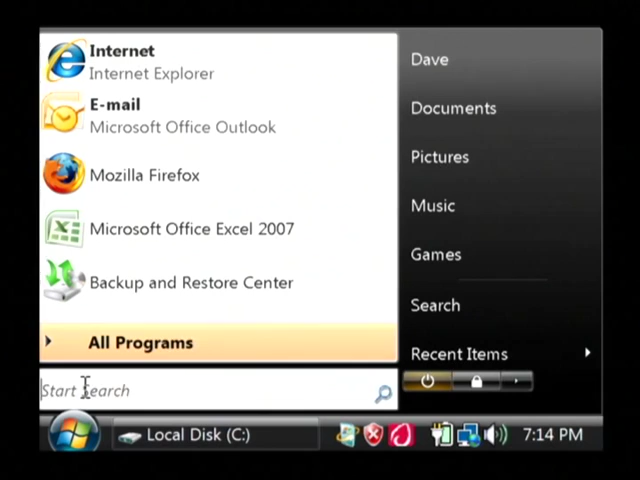 Internet
Internet Explorer
E-mail
Microsoft Office Outlook
Mozilla Firefox
Microsoft Office Excel 2007
Backup and Restore Center
All Programs
Start Search
Dave
Documents
Pictures
Music
Games
Search
Recent Items
Local Disk (C:)
7:14 PM